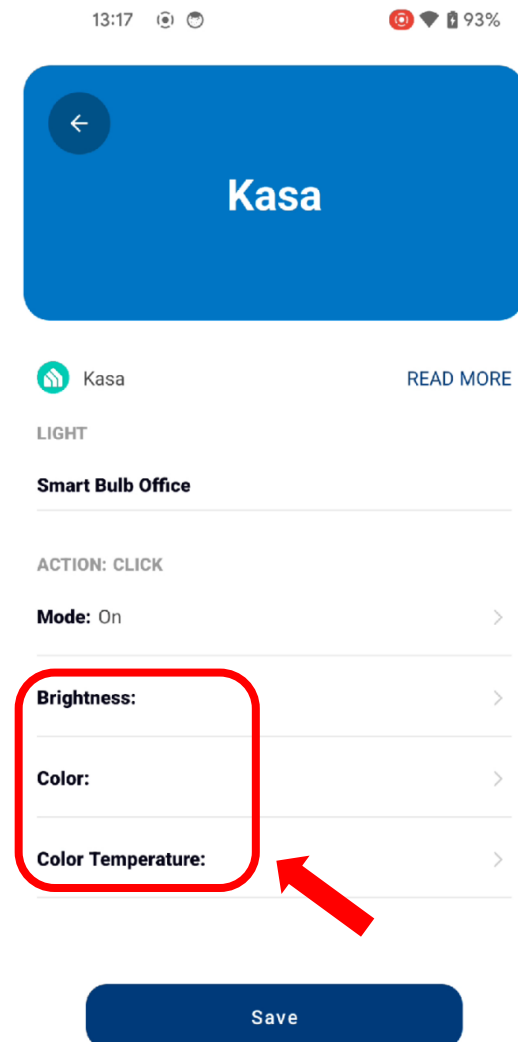 13:17 93%
Kasa
Kasa READ MORE
LIGHT
Smart Bulb Office
ACTION: CLICK
Mode: On
Brightness:
Color:
Color Temperature:
Save